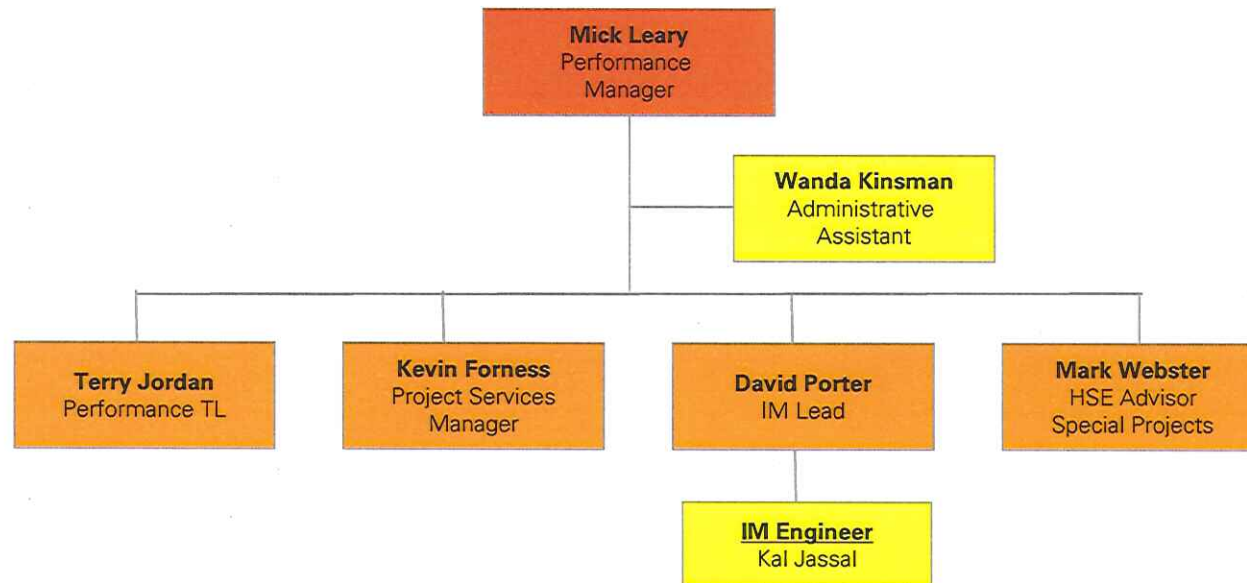 Mick Leary
Performance
Manager
Wanda Kinsman
Administrative
Assistant
Terry Jordan
Performance TL
Kevin Forness
Project Services
Manager
David Porter
IM Lead
Mark Webster
HSE Advisor
Special Projects
IM Engineer
Kal Jassal